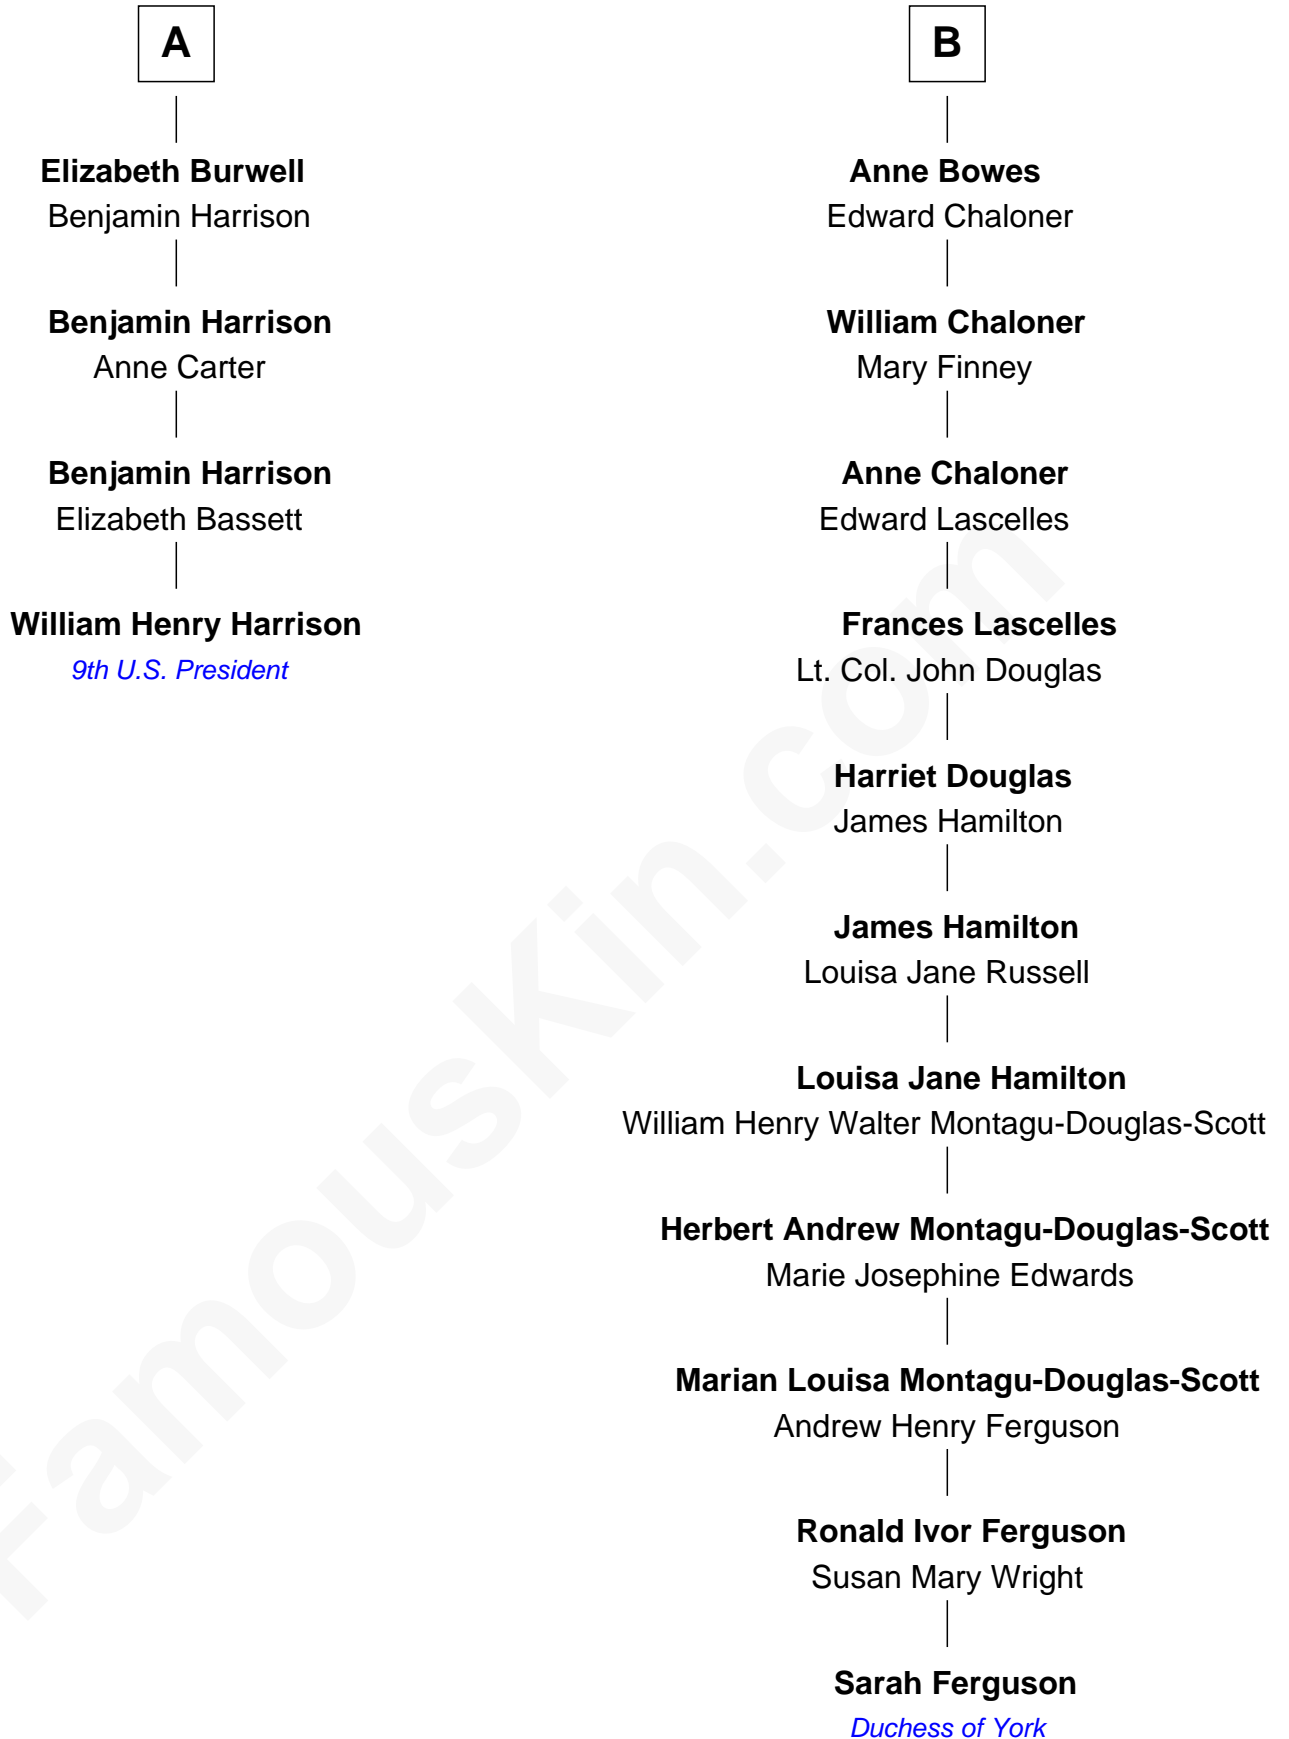 A
Elizabeth Burwell
Benjamin Harrison
Benjamin Harrison
Anne Carter
Benjamin Harrison
Elizabeth Bassett
William Henry Harrison
9th U.S. President
B
Anne Bowes
Edward Chaloner
William Chaloner
Mary Finney
Anne Chaloner
Edward Lascelles
Frances Lascelles
Lt. Col. John Douglas
Harriet Douglas
James Hamilton
James Hamilton
Louisa Jane Russell
Louisa Jane Hamilton
William Henry Walter Montagu-Douglas-Scott
Herbert Andrew Montagu-Douglas-Scott
Marie Josephine Edwards
Marian Louisa Montagu-Douglas-Scott
Andrew Henry Ferguson
Ronald Ivor Ferguson
Susan Mary Wright
Sarah Ferguson
Duchess of York
FamousKin.com